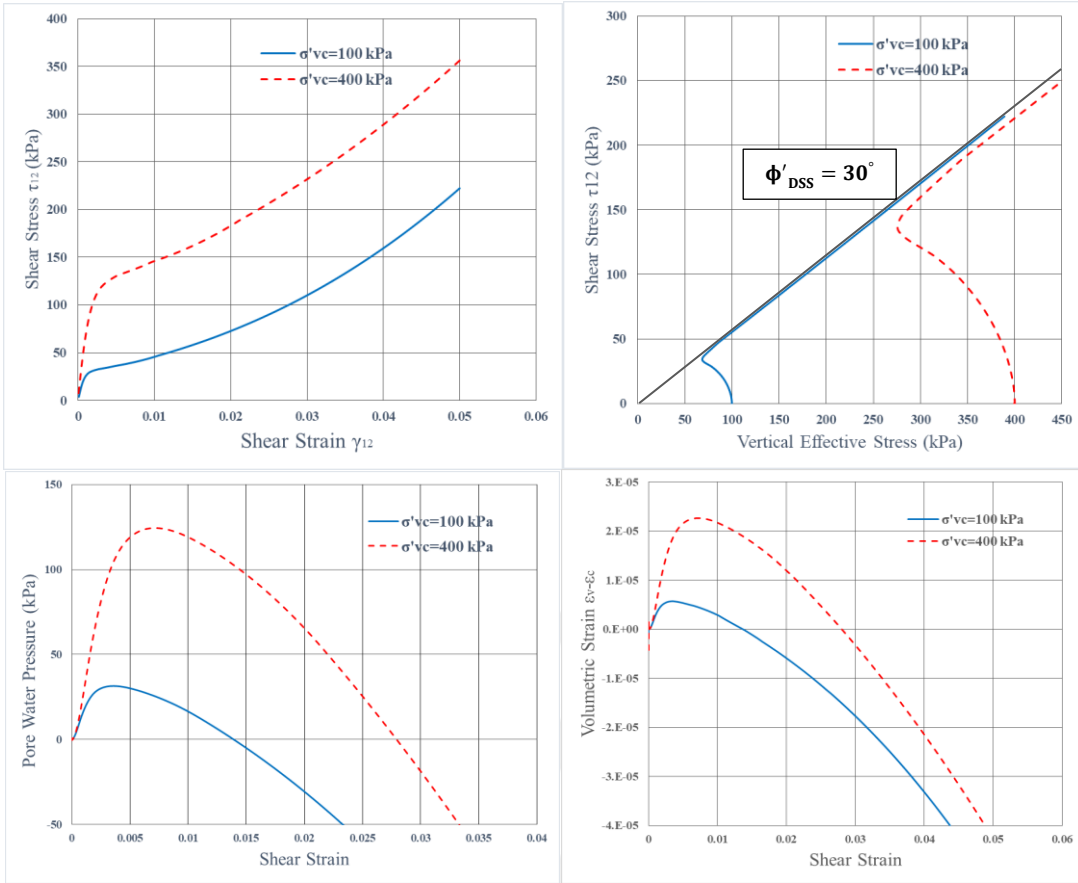 400
350
300
250
200
150
100
50
0
Shear Stress τ12 (kPa)
σ'vc=100 kPa
σ'vc=400 kPa
0 0.01 0.02 0.03 0.04 0.05 0.06
Shear Strain γ12
300
250
200
150
100
50
0
Shear Stress τ12 (kPa)
σ'vc=100 kPa
σ'vc=400 kPa
ϕ′DSS = 30°
0 50 100 150 200 250 300 350 400 450
Vertical Effective Stress (kPa)
150
100
50
0
-50
Pore Water Pressure (kPa)
σ'vc=100 kPa
σ'vc=400 kPa
0 0.005 0.01 0.015 0.02 0.025 0.03 0.035 0.04
Shear Strain
3.E-05
2.E-05
1.E-05
0.E+00
-1.E-05
-2.E-05
-3.E-05
-4.E-05
Volumetric Strain εv-εc
σ'vc=100 kPa
σ'vc=400 kPa
0 0.01 0.02 0.03 0.04 0.05 0.06
Shear Strain